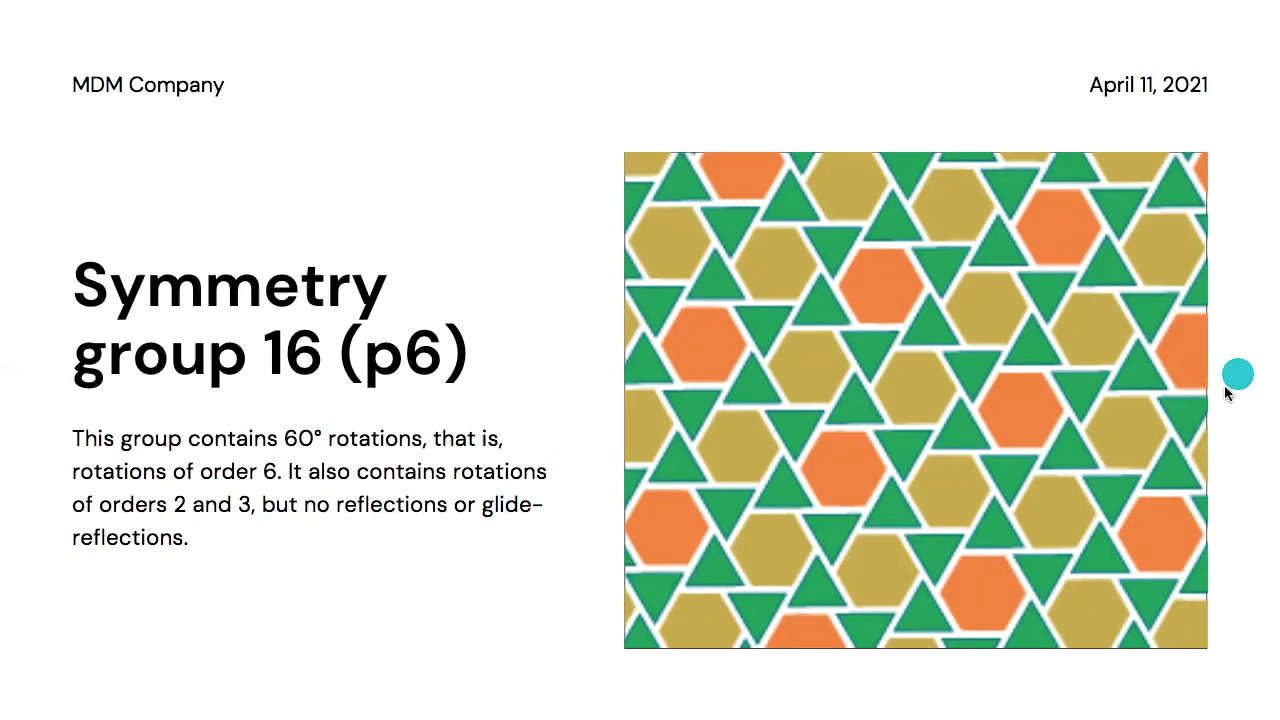 MDM Company
April 11, 2021
Symmetry
group 16 (p6)
This group contains 60° rotations, that is,
rotations of order 6. It also contains rotations
of orders 2 and 3, but no reflections or glide-
reflections.